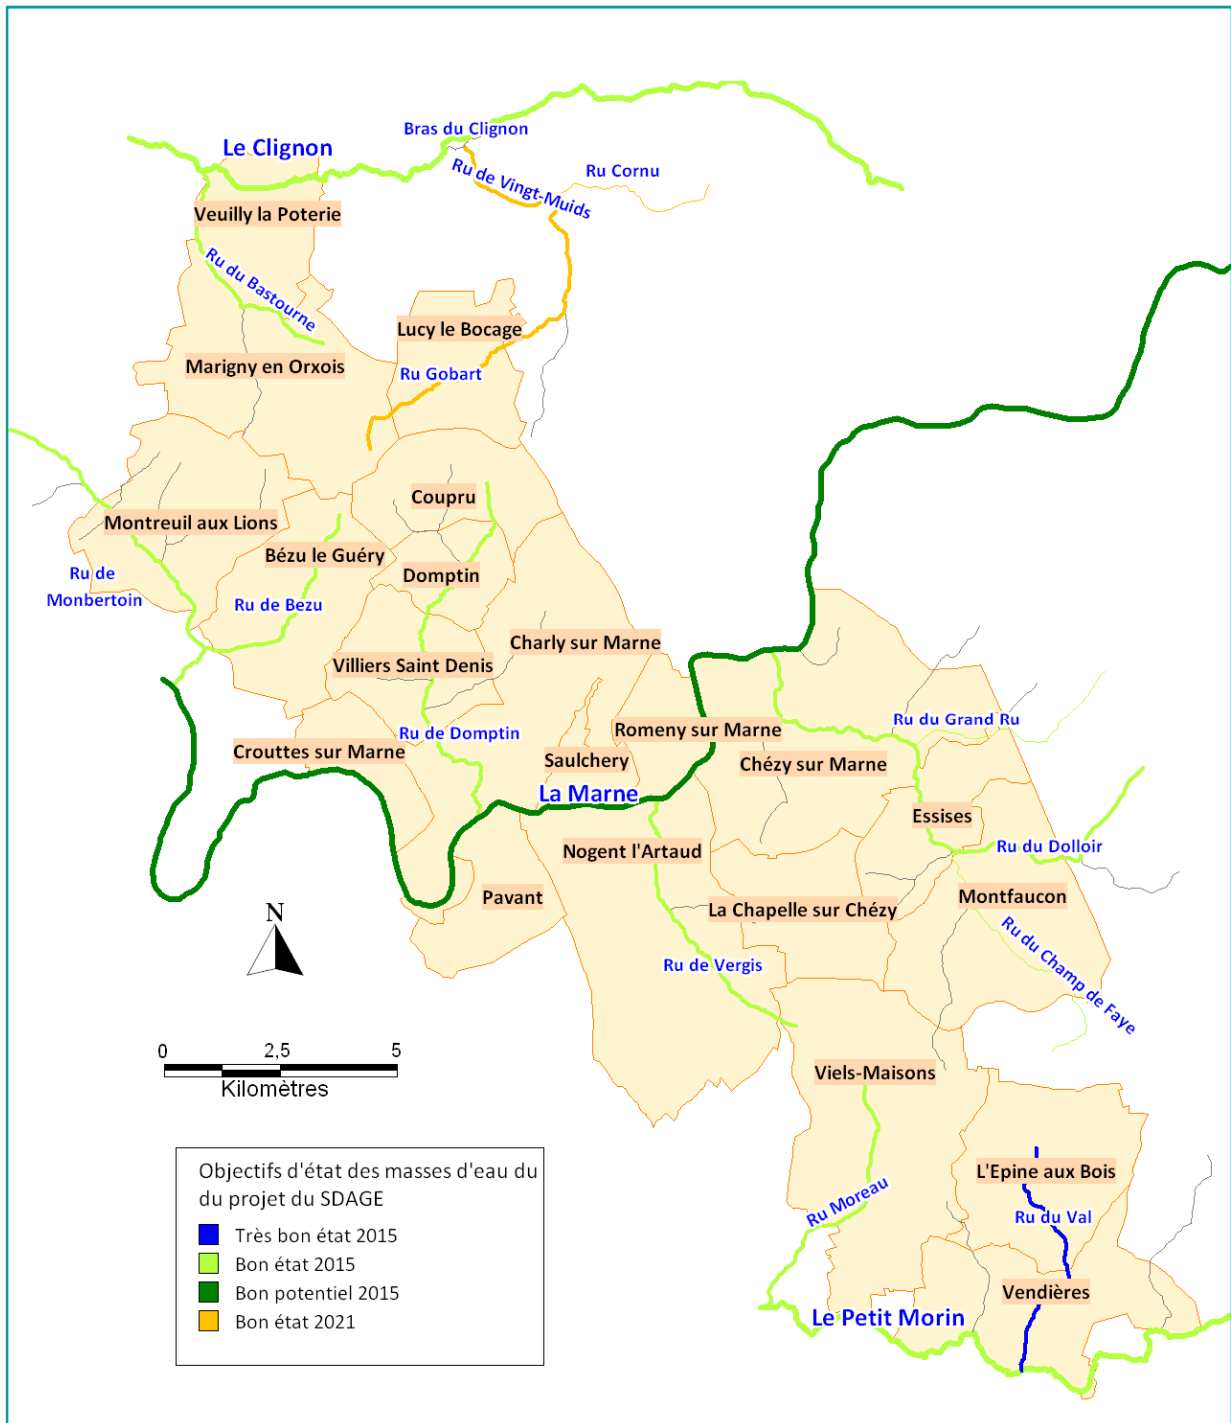 Bras du Clignon
Le Clignon
Ru de Vingt-Muids
Ru Cornu
Veuilly la Poterie
Ru du Bastourne
Lucy le Bocage
Marigny en Orxois
Ru Gobart
Coupru
Montreuil aux Lions
Bézu le Guéry
Domptin
Ru de
Monbertoin
Ru de Bezu
Charly sur Marne
Villiers Saint Denis
Ru de Domptin
Romeny sur Marne
Ru du Grand Ru
Crouttes sur Marne
Saulchery
Chézy sur Marne
La Marne
Essises
Nogent l'Artaud
Ru du Dolloir
Pavant
La Chapelle sur Chézy
Montfaucon
N
Ru de Vergis
Ru du Champ de Faye
0 2,5 5
Kilomètres
Viels-Maisons
Objectifs d'état des masses d'eau du
du projet du SDAGE
Très bon état 2015
Bon état 2015
Bon potentiel 2015
Bon état 2021
L'Epine aux Bois
Ru Moreau
Ru du Val
Vendières
Le Petit Morin